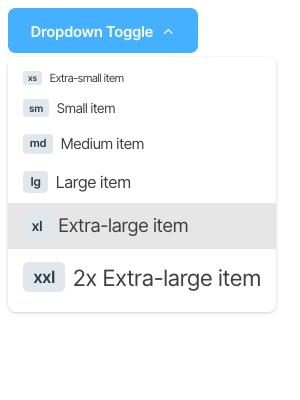 Dropdown Toggle
xs Extra-small item
sm Small item
md Medium item
lg Large item
xl Extra-large item
xxl 2x Extra-large item